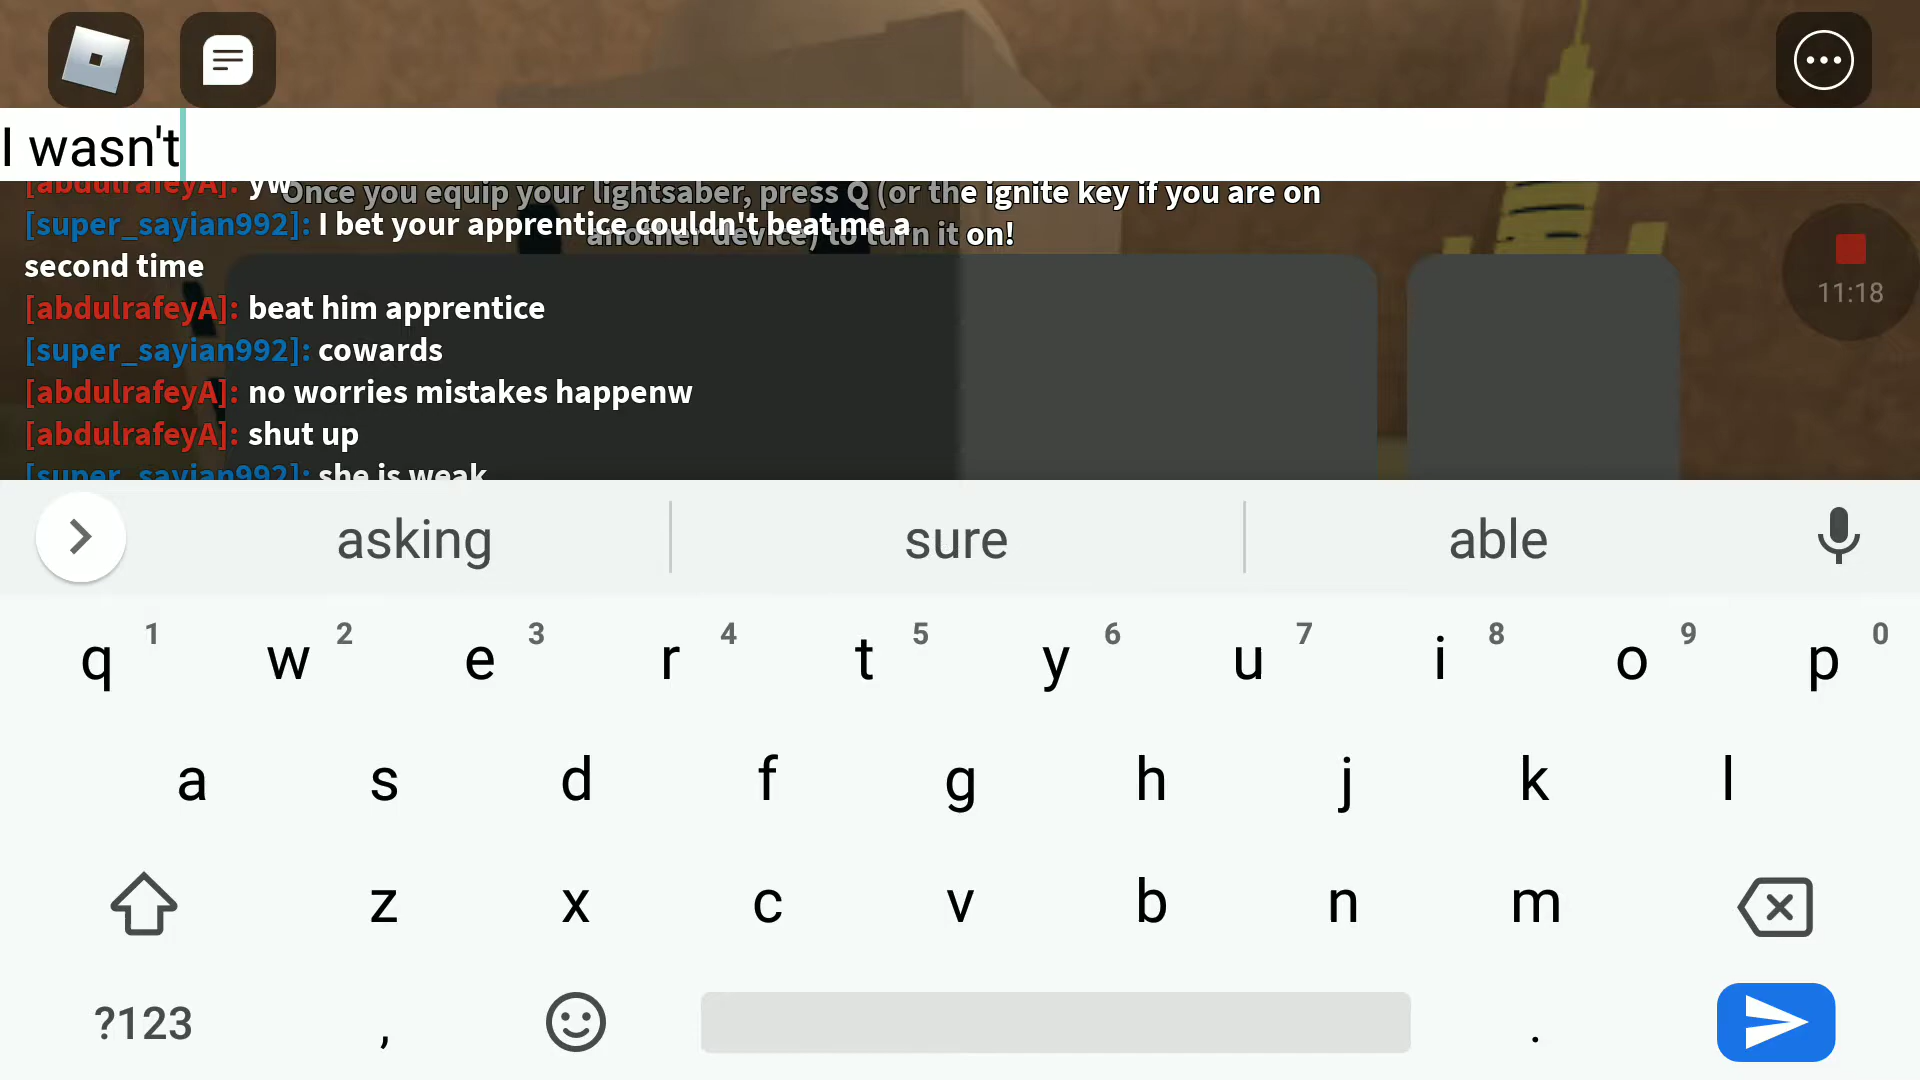 I wasn't
[abdulrafeyA]: yw
Once you equip your lightsaber, press Q (or the ignite key if you are on
another device) to turn it on!
[super_sayian992]: I bet your apprentice couldn't beat me a
second time
[abdulrafeyA]: beat him apprentice
[super_sayian992]: cowards
[abdulrafeyA]: no worries mistakes happenw
[abdulrafeyA]: shut up
[super_sayian992]: she is weak
11:18
asking sure able
q 1 w 2 e 3 r 4 t 5 y 6 u 7 i 8 o 9 p 0
a s d f g h j k l
z x c v b n m
?123 , .